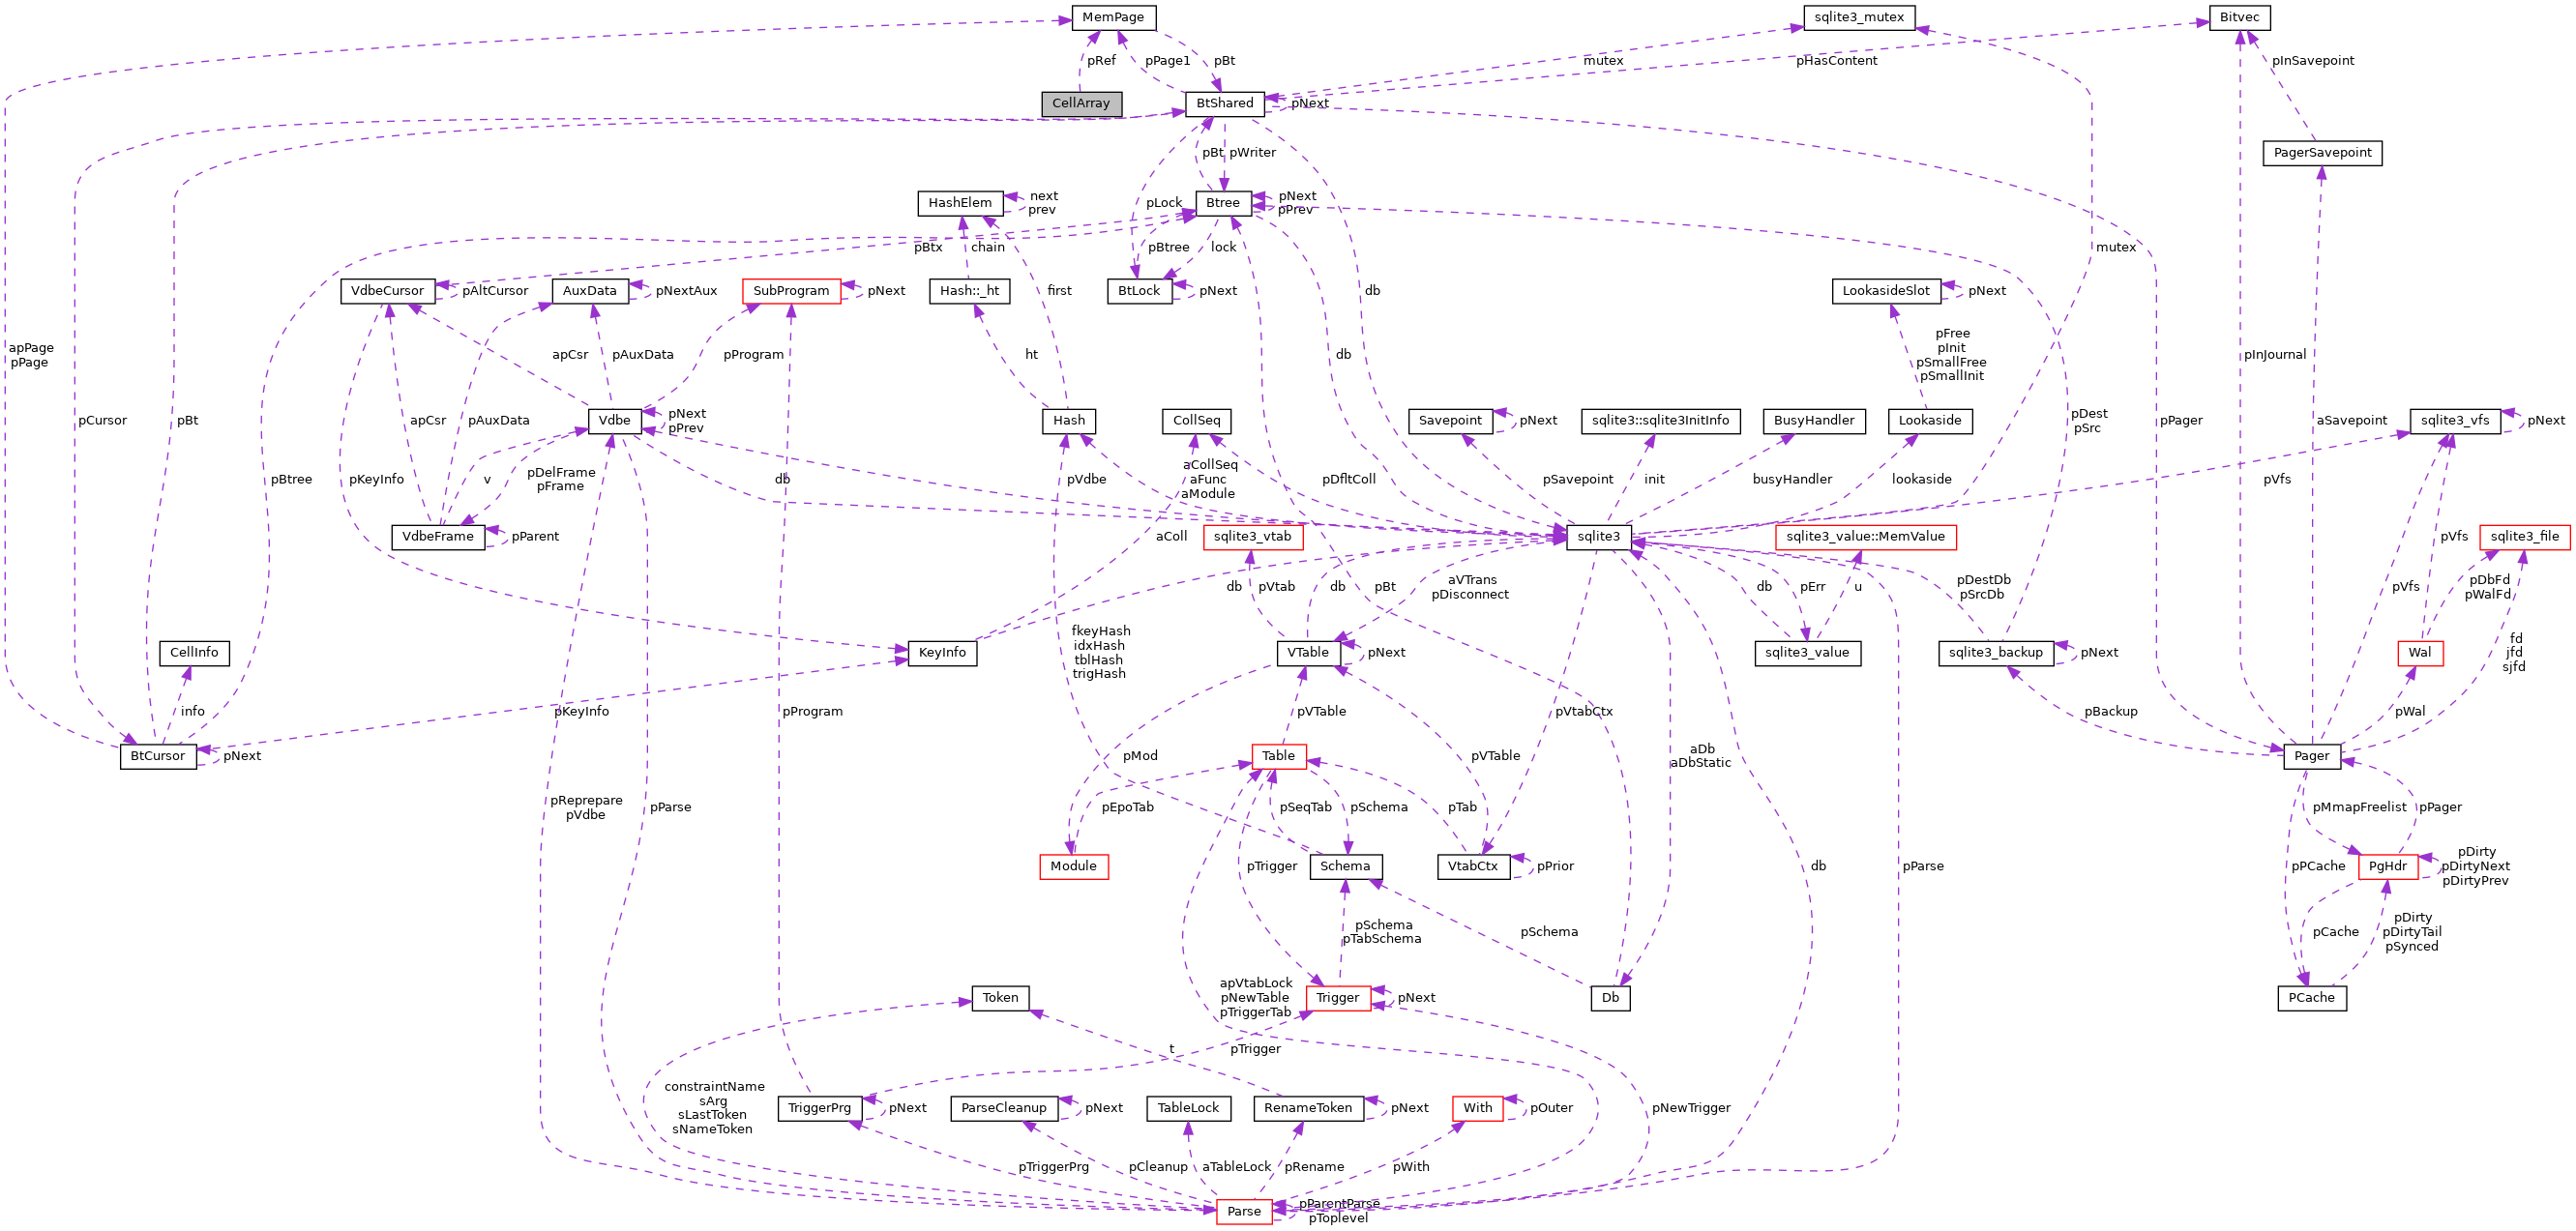 MemPage
sqlite3_mutex
Bitvec
pRef
pPage1
pBt
mutex
pHasContent
pInSavepoint
CellArray
BtShared
pNext
PagerSavepoint
pBt
pWriter
HashElem
next
prev
pLock
Btree
pNext
pPrev
pBtx
chain
pBtree
lock
mutex
VdbeCursor
pAltCursor
AuxData
pNextAux
SubProgram
pNext
Hash::_ht
first
BtLock
pNext
db
LookasideSlot
pNext
apPage
pPage
apCsr
pAuxData
pProgram
ht
db
pFree
pInit
pSmallFree
pSmallInit
pInJournal
pCursor
pBt
apCsr
pAuxData
Vdbe
pNext
pPrev
Hash
CollSeq
Savepoint
pNext
sqlite3::sqlite3InitInfo
BusyHandler
Lookaside
pDest
pSrc
pPager
aSavepoint
sqlite3_vfs
pNext
pBtree
pKeyInfo
v
pDelFrame
pFrame
db
pVdbe
aCollSeq
aFunc
aModule
pDfltColl
pSavepoint
init
busyHandler
lookaside
pVfs
VdbeFrame
pParent
aColl
sqlite3_vtab
sqlite3
sqlite3_value::MemValue
pVfs
sqlite3_file
db
pVtab
db
pBt
aVTrans
pDisconnect
db
pErr
u
pDestDb
pSrcDb
pVfs
pDbFd
pWalFd
CellInfo
KeyInfo
fkeyHash
idxHash
tblHash
trigHash
VTable
pNext
sqlite3_value
sqlite3_backup
pNext
Wal
fd
jfd
sjfd
info
pKeyInfo
pProgram
pVTable
pVtabCtx
pBackup
pWal
BtCursor
pNext
pMod
Table
pVTable
aDb
aDbStatic
Pager
pReprepare
pVdbe
pParse
pEpoTab
pSeqTab
pSchema
pTab
pMmapFreelist
pPager
Module
pTrigger
Schema
VtabCtx
pPrior
db
pParse
pPCache
PgHdr
pDirty
pDirtyNext
pDirtyPrev
pSchema
pTabSchema
pSchema
pCache
pDirty
pDirtyTail
pSynced
Token
apVtabLock
pNewTable
pTriggerTab
Trigger
pNext
Db
PCache
t
pTrigger
constraintName
sArg
sLastToken
sNameToken
TriggerPrg
pNext
ParseCleanup
pNext
TableLock
RenameToken
pNext
With
pOuter
pNewTrigger
pTriggerPrg
pCleanup
aTableLock
pRename
pWith
Parse
pParentParse
pToplevel